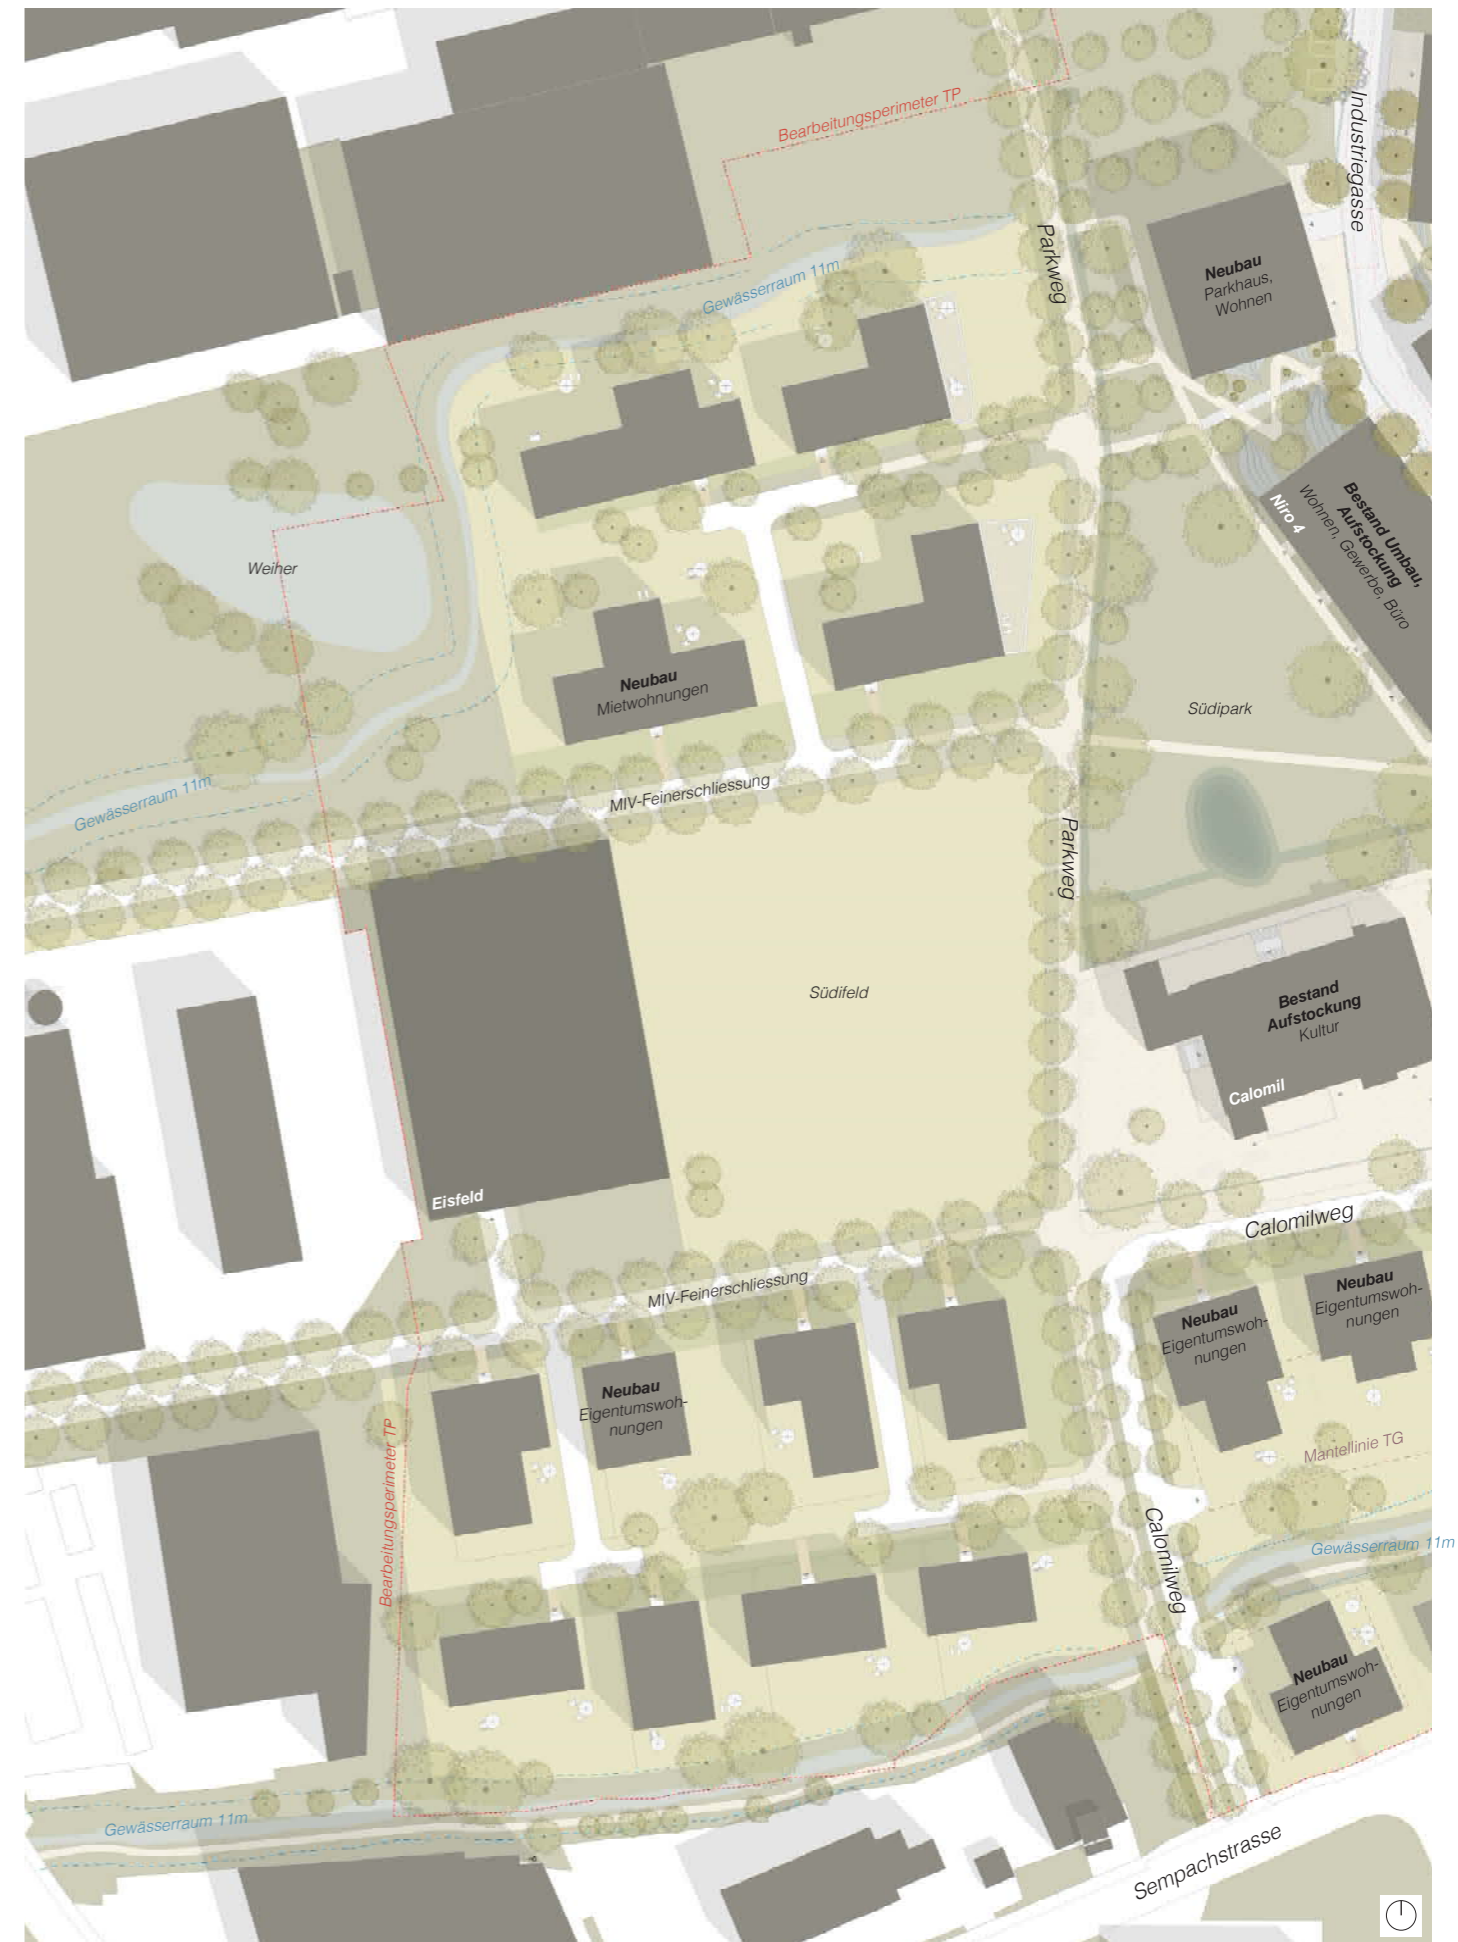 Bearbeitungsperimeter TP
Industriegasse
Parkweg
Gewässerraum 11m
Neubau
Parkhaus,
Wohnen
Niro 4
Bestand Umbau,
Aufstockung
Wohnen, Gewerbe, Büro
Weiher
Neubau
Mietwohnungen
Südipark
Gewässerraum 11m
MIV-Feinerschliessung
Parkweg
Südifeld
Bestand
Aufstockung
Kultur
Calomil
Eisfeld
Calomilweg
MIV-Feinerschliessung
Neubau
Eigentumswoh-
nungen
Neubau
Eigentumswoh-
nungen
Neubau
Eigentumswoh-
nungen
Bearbeitungsperimeter TP
Mantellinie TG
Gewässerraum 11m
Calomilweg
Neubau
Eigentumswoh-
nungen
Gewässerraum 11m
Sempachstrasse